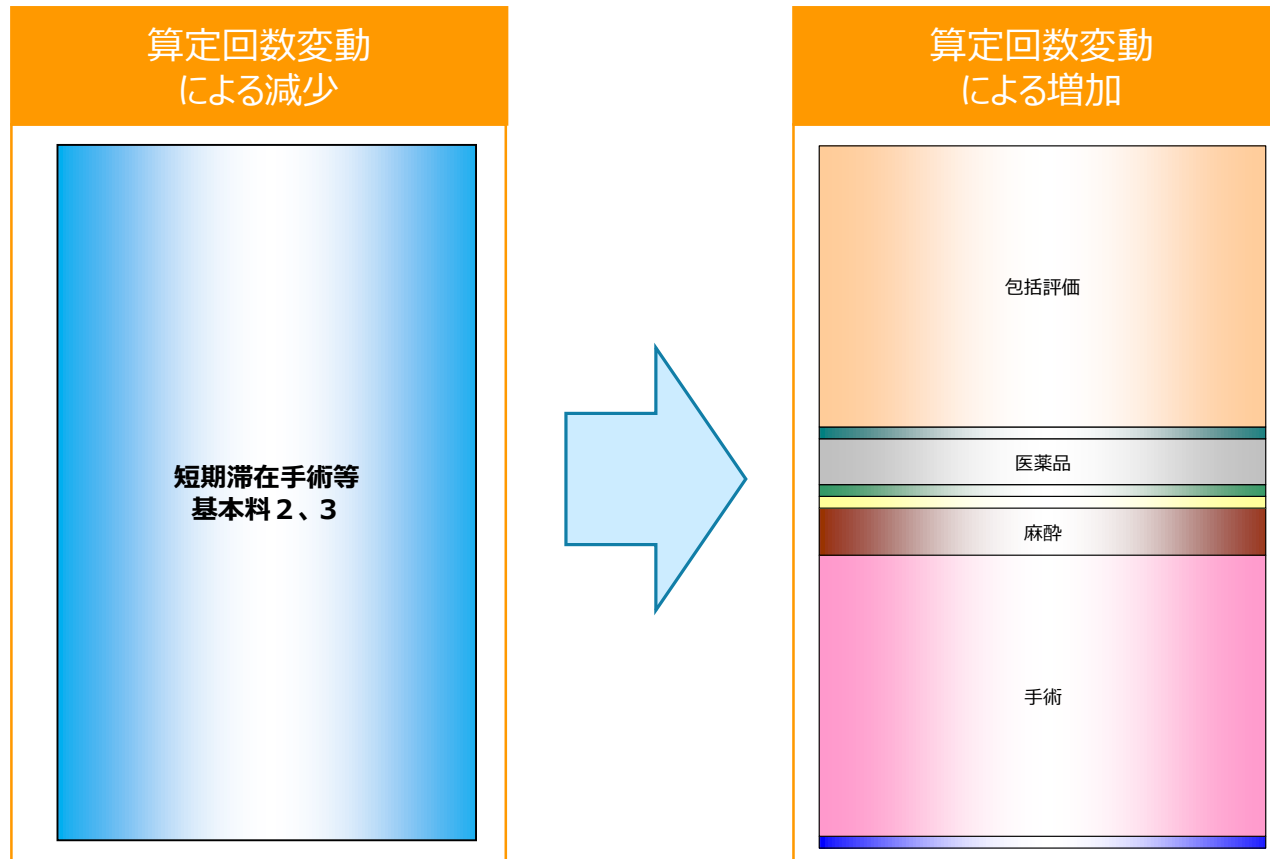 算定回数変動
による減少
算定回数変動
による増加
短期滞在手術等
基本料２、３
包括評価
医薬品
麻酔
手術